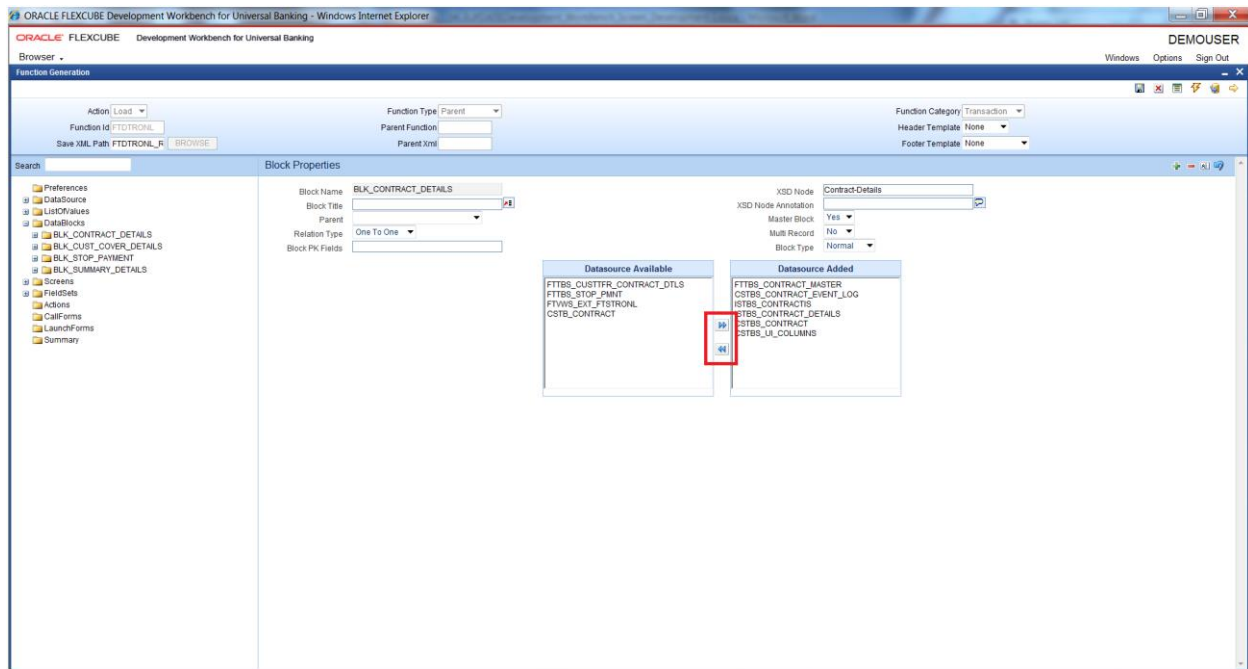 ORACLE FLEXCUBE Development Workbench for Universal Banking - Windows Internet Explorer
ORACLE FLEXCUBE Development Workbench for Universal Banking DEMOUSER
Browser Windows Options Sign Out
Function Generation
Action Load Function Type Parent Function Category Transaction
Function Id FTDTRONL Parent Function Header Template None
Save XML Path FTDTRONL_R BROWSE Parent Xml Footer Template None
Search Block Properties
Preferences
DataSource
ListOfValues
DataBlocks
BLK_CONTRACT_DETAILS
BLK_CUST_COVER_DETAILS
BLK_STOP_PAYMENT
BLK_SUMMARY_DETAILS
Screens
FieldSets
Actions
CallForms
LaunchForms
Summary
Block Name BLK_CONTRACT_DETAILS XSD Node Contract-Details
Block Title XSD Node Annotation
Parent Master Block Yes
Relation Type One To One Multi Record No
Block PK Fields Block Type Normal
Datasource Available
FTTBS_CUSTTFR_CONTRACT_DTLS
FTTBS_STOP_PMNT
FTVWS_EXT_FTSTRONL
CSTB_CONTRACT
Datasource Added
FTTBS_CONTRACT_MASTER
CSTBS_CONTRACT_EVENT_LOG
ISTBS_CONTRACTIS
ISTBS_CONTRACT_DETAILS
CSTBS_CONTRACT
CSTBS_UI_COLUMNS